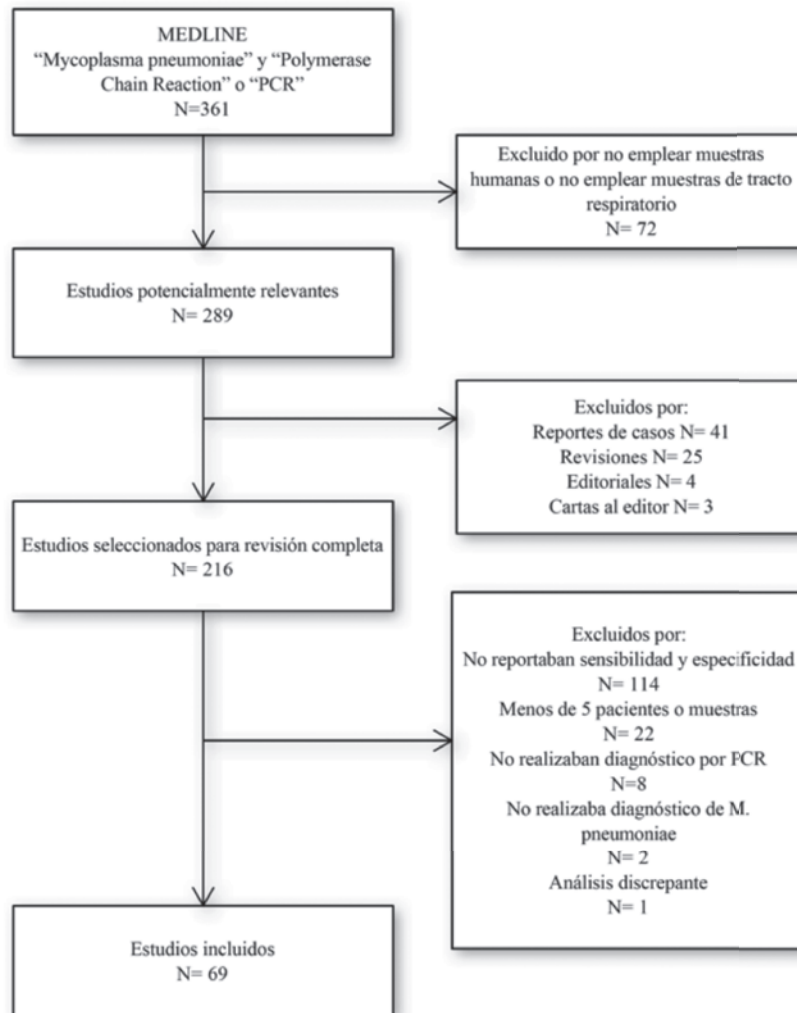 MEDLINE
“Mycoplasma pneumoniae” y “Polymerase
Chain Reaction” o “PCR”
N=361
Excluido por no emplear muestras
humanas o no emplear muestras de tracto
respiratorio
N= 72
Estudios potencialmente relevantes
N= 289
Excluidos por:
Reportes de casos N= 41
Revisiones N= 25
Editoriales N= 4
Cartas al editor N= 3
Estudios seleccionados para revisión completa
N= 216
Excluidos por:
No reportaban sensibilidad y especificidad
N= 114
Menos de 5 pacientes o muestras
N= 22
No realizaban diagnóstico por PCR
N=8
No realizaba diagnóstico de M.
pneumoniae
N= 2
Análisis discrepante
N= 1
Estudios incluidos
N= 69